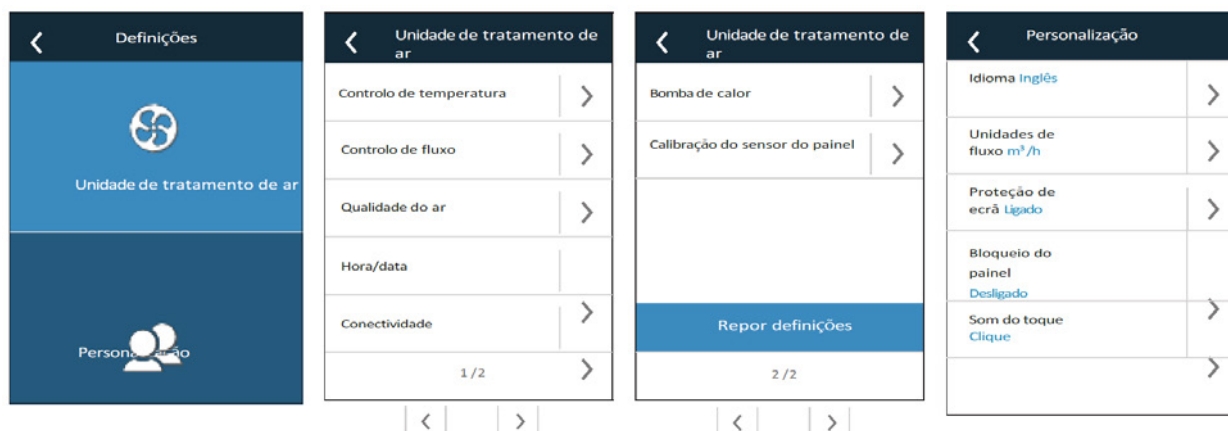 Definições
Unidade de tratamento de ar
Personalização
Unidade de tratamento de
ar
Controlo de temperatura
Controlo de fluxo
Qualidade do ar
Hora/data
Conectividade
1/2
Unidade de tratamento de
ar
Bomba de calor
Calibração do sensor do painel
Repor definições
2/2
Personalização
Idioma Inglês
Unidades de
fluxo m³/h
Proteção de
ecrã Ligado
Bloqueio do
painel
Desligado
Som do toque
Clique